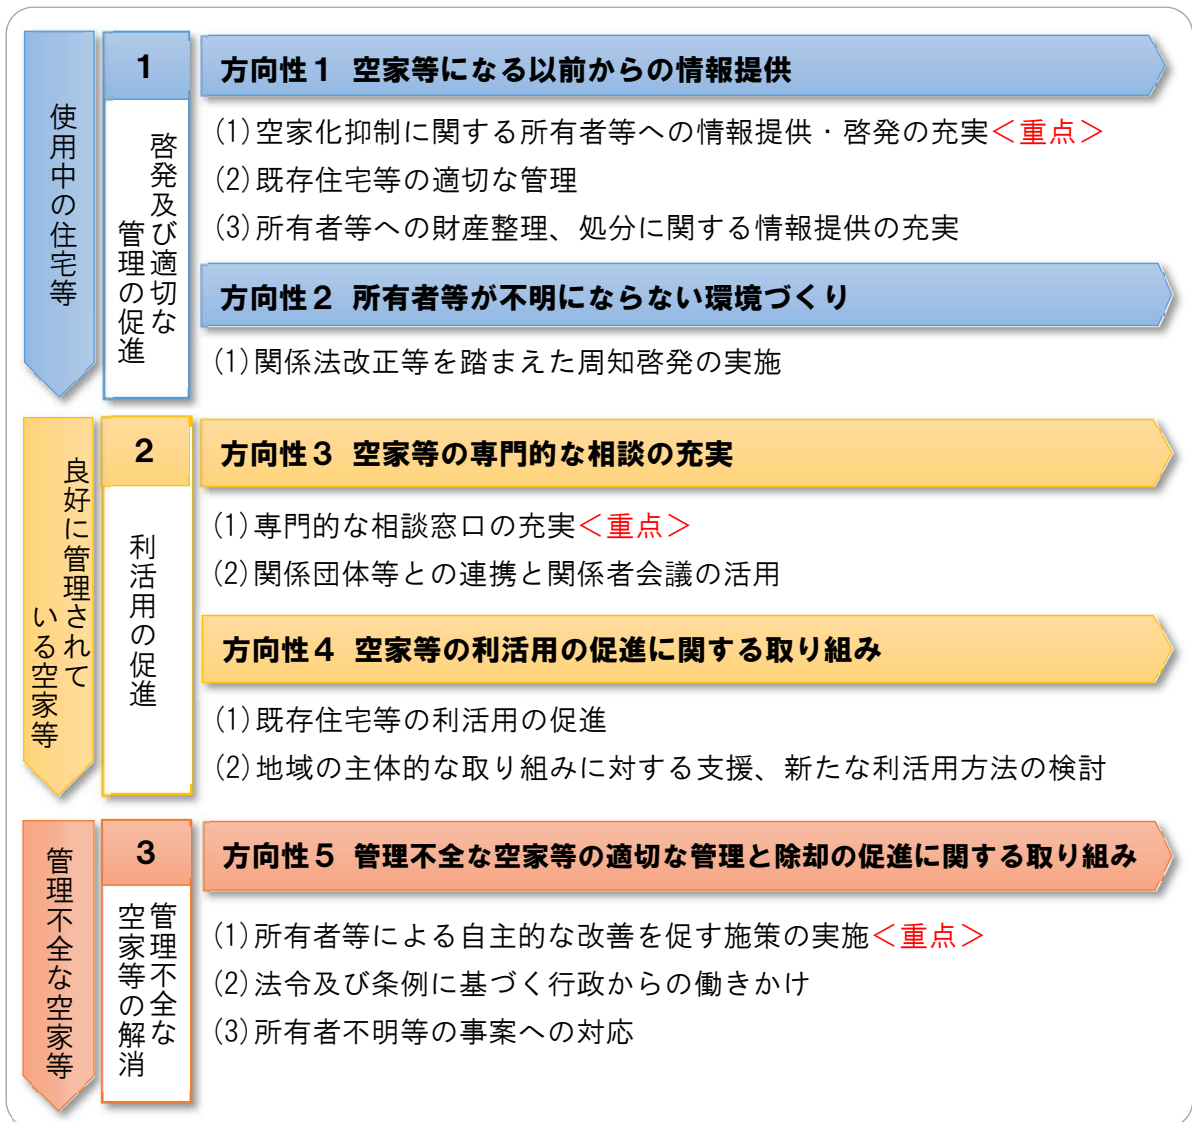 使用中の住宅等
1
啓発及び適切な
管理の促進
方向性１ 空家等になる以前からの情報提供
(1)空家化抑制に関する所有者等への情報提供・啓発の充実＜重点＞
(2)既存住宅等の適切な管理
(3)所有者等への財産整理、処分に関する情報提供の充実
方向性２ 所有者等が不明にならない環境づくり
(1)関係法改正等を踏まえた周知啓発の実施
良好に管理されて
いる空家等
2
利活用の促進
方向性３ 空家等の専門的な相談の充実
(1)専門的な相談窓口の充実＜重点＞
(2)関係団体等との連携と関係者会議の活用
方向性４ 空家等の利活用の促進に関する取り組み
(1)既存住宅等の利活用の促進
(2)地域の主体的な取り組みに対する支援、新たな利活用方法の検討
管理不全な空家等
3
管理不全な
空家等の解消
方向性５ 管理不全な空家等の適切な管理と除却の促進に関する取り組み
(1)所有者等による自主的な改善を促す施策の実施＜重点＞
(2)法令及び条例に基づく行政からの働きかけ
(3)所有者不明等の事案への対応